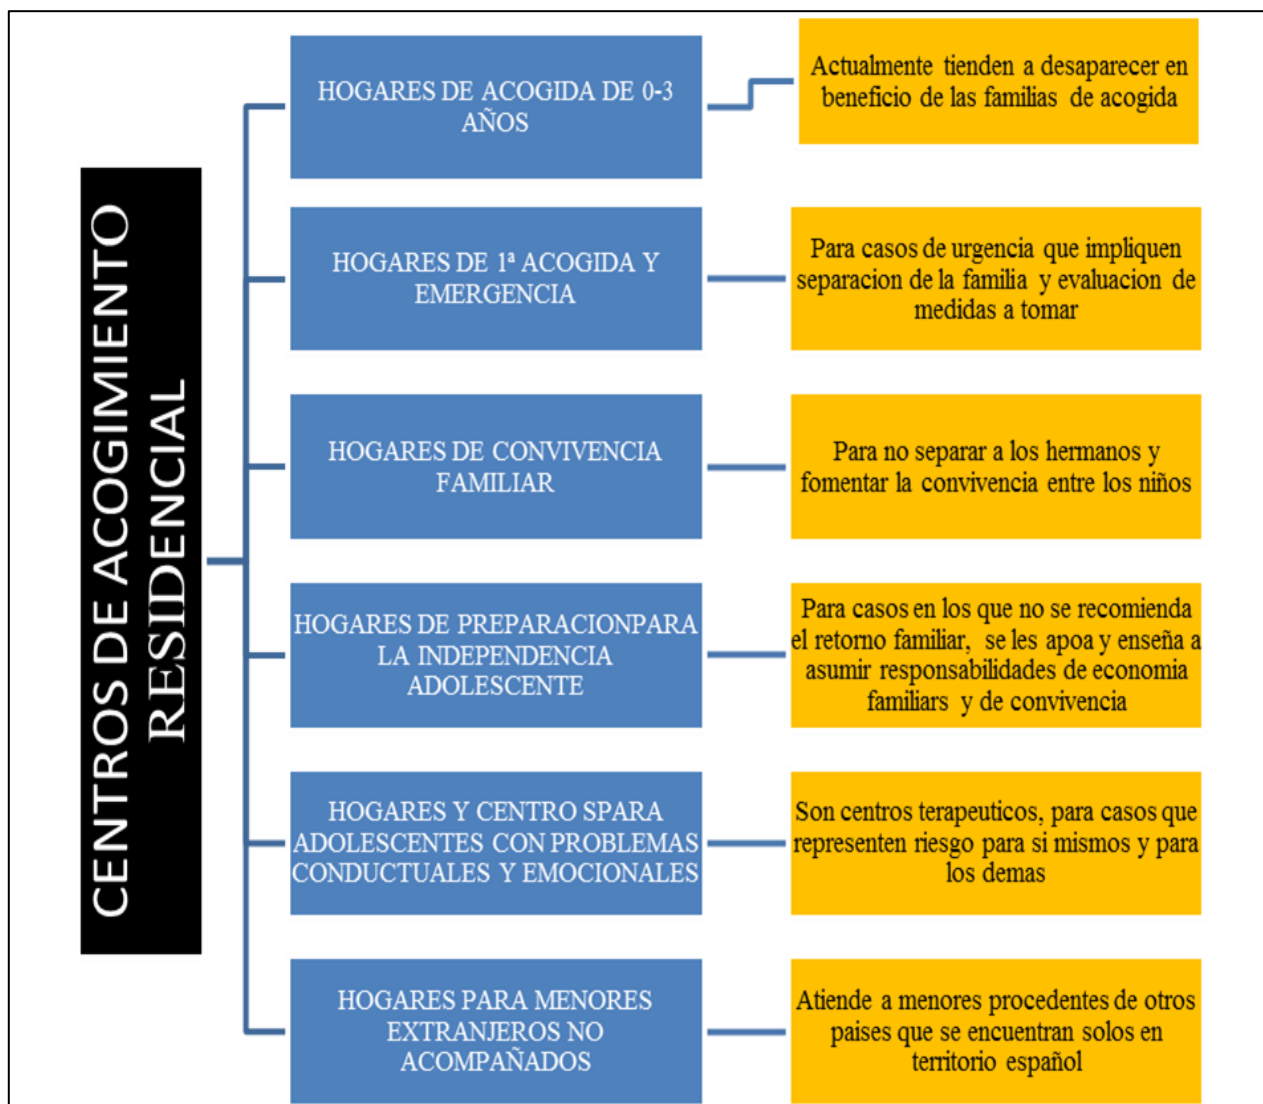 CENTROS DE ACOGIMIENTO
RESIDENCIAL
HOGARES DE ACOGIDA DE 0-3
AÑOS
Actualmente tienden a desaparecer en
beneficio de las familias de acogida
HOGARES DE 1ª ACOGIDA Y
EMERGENCIA
Para casos de urgencia que impliquen
separacion de la familia y evaluacion de
medidas a tomar
HOGARES DE CONVIVENCIA
FAMILIAR
Para no separar a los hermanos y
fomentar la convivencia entre los niños
HOGARES DE PREPARACIONPARA
LA INDEPENDENCIA
ADOLESCENTE
Para casos en los que no se recomienda
el retorno familiar, se les apoa y enseña a
asumir responsabilidades de economia
familiars y de convivencia
HOGARES Y CENTRO SPARA
ADOLESCENTES CON PROBLEMAS
CONDUCTUALES Y EMOCIONALES
Son centros terapeuticos, para casos que
representen riesgo para si mismos y para
los demas
HOGARES PARA MENORES
EXTRANJEROS NO
ACOMPAÑADOS
Atiende a menores procedentes de otros
paises que se encuentran solos en
territorio español